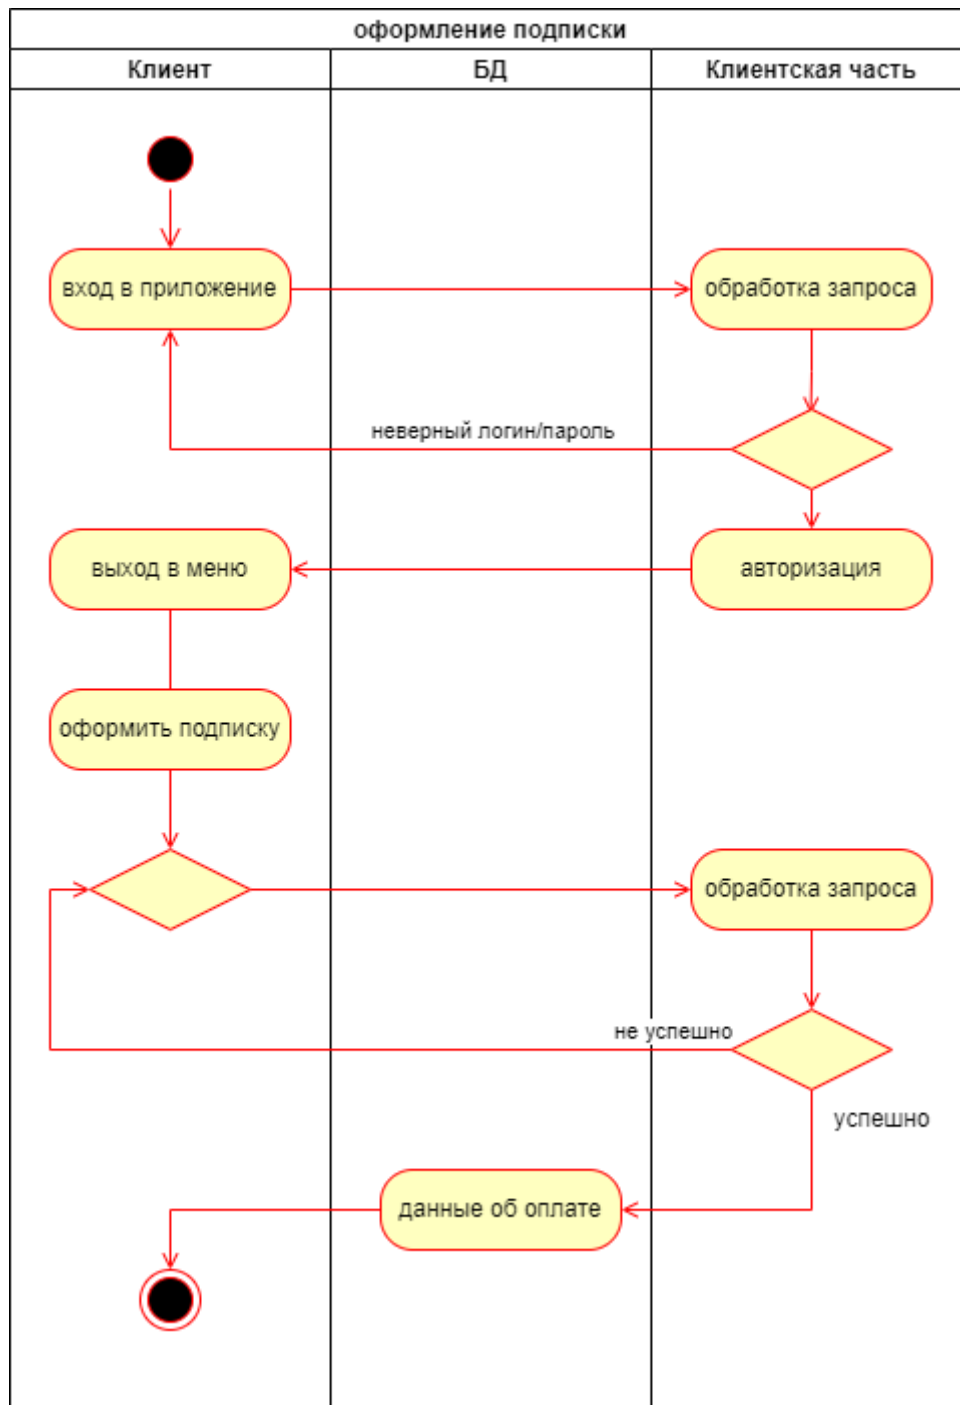 оформление подписки
Клиент
БД
Клиентская часть
вход в приложение
обработка запроса
неверный логин/пароль
выход в меню
авторизация
оформить подписку
обработка запроса
не успешно
успешно
данные об оплате